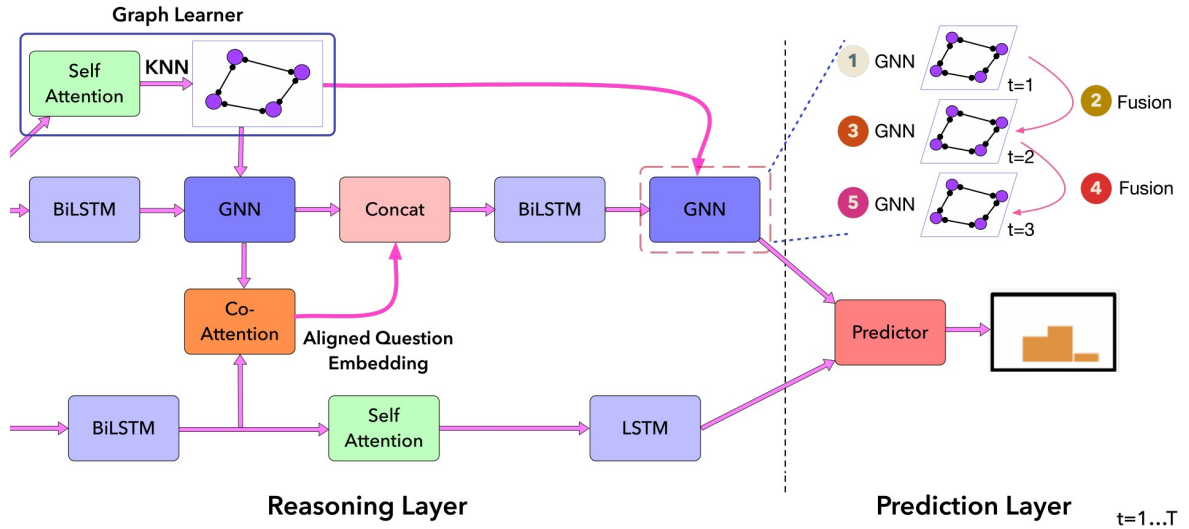 Graph Learner
Self
Attention
KNN
BiLSTM
GNN
Concat
BiLSTM
GNN
Co-
Attention
Aligned Question
Embedding
BiLSTM
Self
Attention
LSTM
Reasoning Layer
1 GNN
t=1
2 Fusion
3 GNN
t=2
4 Fusion
5 GNN
t=3
Predictor
Prediction Layer
t=1...T